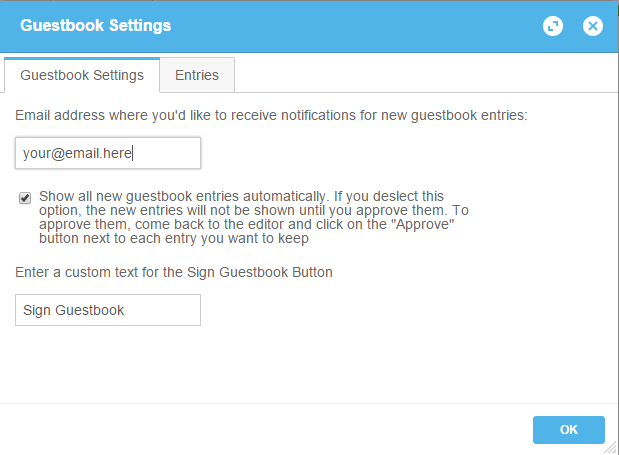 Guestbook Settings
Guestbook Settings
Entries
Email address where you'd like to receive notifications for new guestbook entries:
your@email.here
Show all new guestbook entries automatically. If you deselect this
option, the new entries will not be shown until you approve them. To
approve them, come back to the editor and click on the "Approve"
button next to each entry you want to keep
Enter a custom text for the Sign Guestbook Button
Sign Guestbook
OK